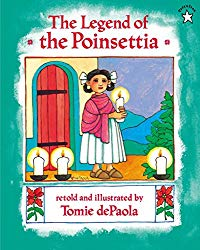 The Legend of
the Poinsettia
retold and illustrated by
Tomie dePaola